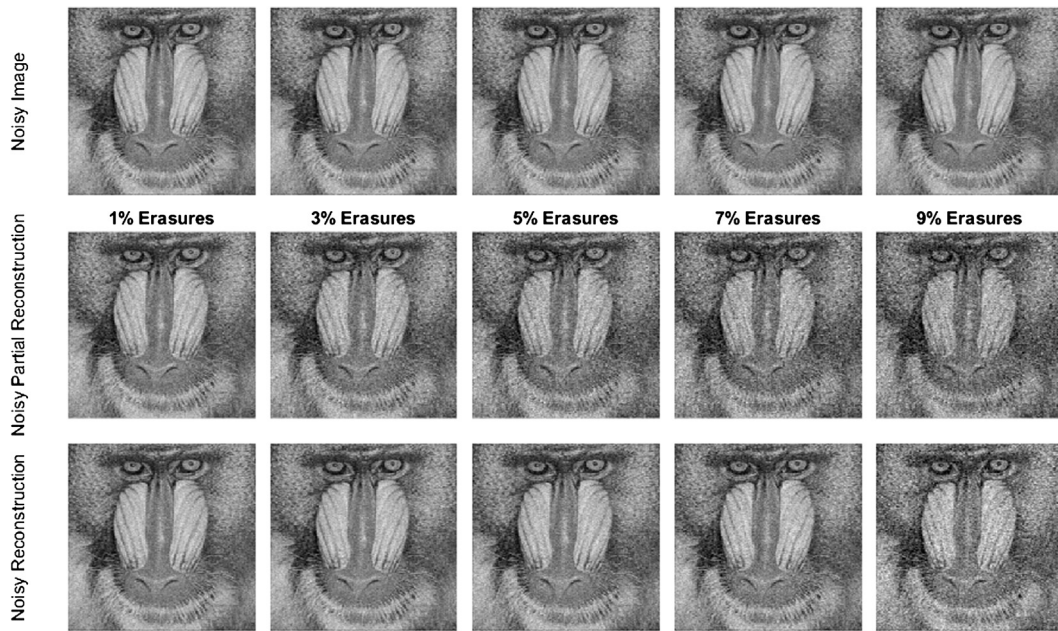 Noisy Image
1% Erasures
3% Erasures
5% Erasures
7% Erasures
9% Erasures
Noisy Partial Reconstruction
Noisy Reconstruction